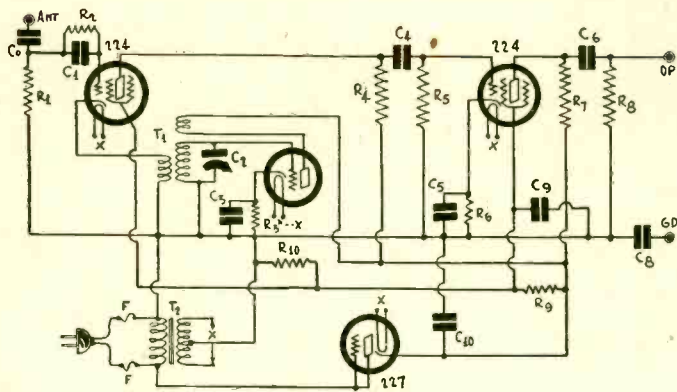 ANT
Co
R2
C1
224
R1
T1
C2
C3
R3
X
R10
T2
F
F
X
X
227
C4
R4
R5
224
X
C5
R6
C6
R7
R8
OP
C9
GD
C8
R9
C10
X